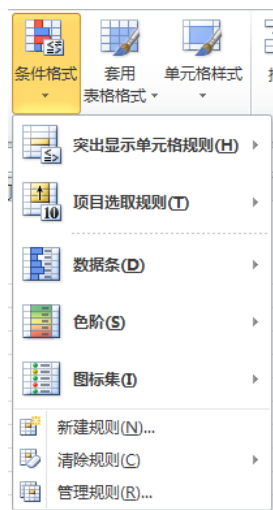 条件格式
套用
表格格式
单元格样式
突出显示单元格规则(H)
项目选取规则(T)
10
数据条(D)
色阶(S)
图标集(I)
新建规则(N)...
清除规则(C)
管理规则(R)...